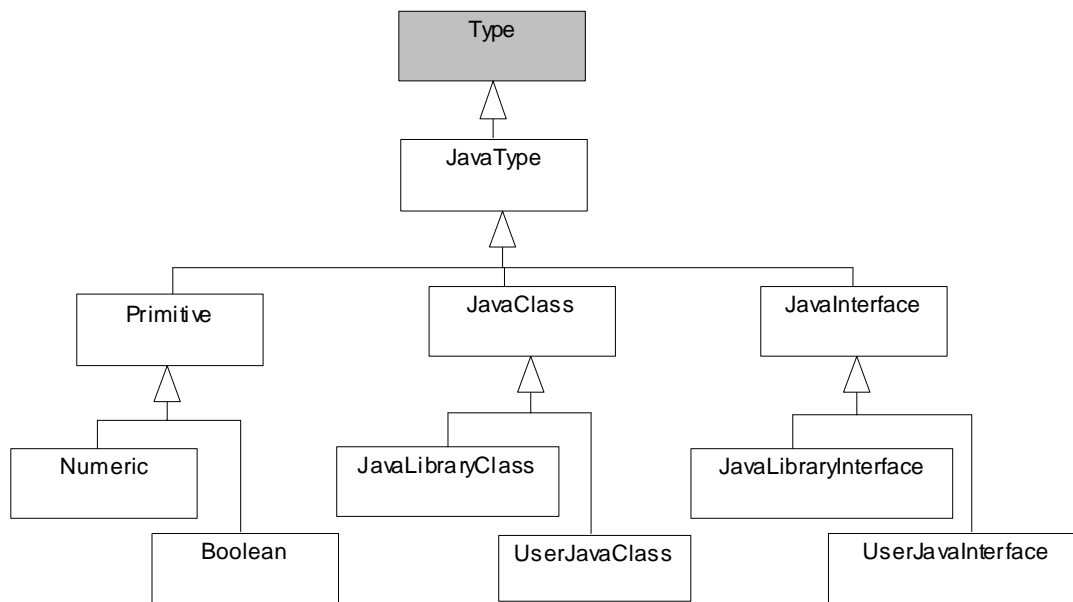 Type
JavaType
Primitive
JavaClass
JavaInterface
Numeric
JavaLibraryClass
JavaLibraryInterface
Boolean
UserJavaClass
UserJavaInterface